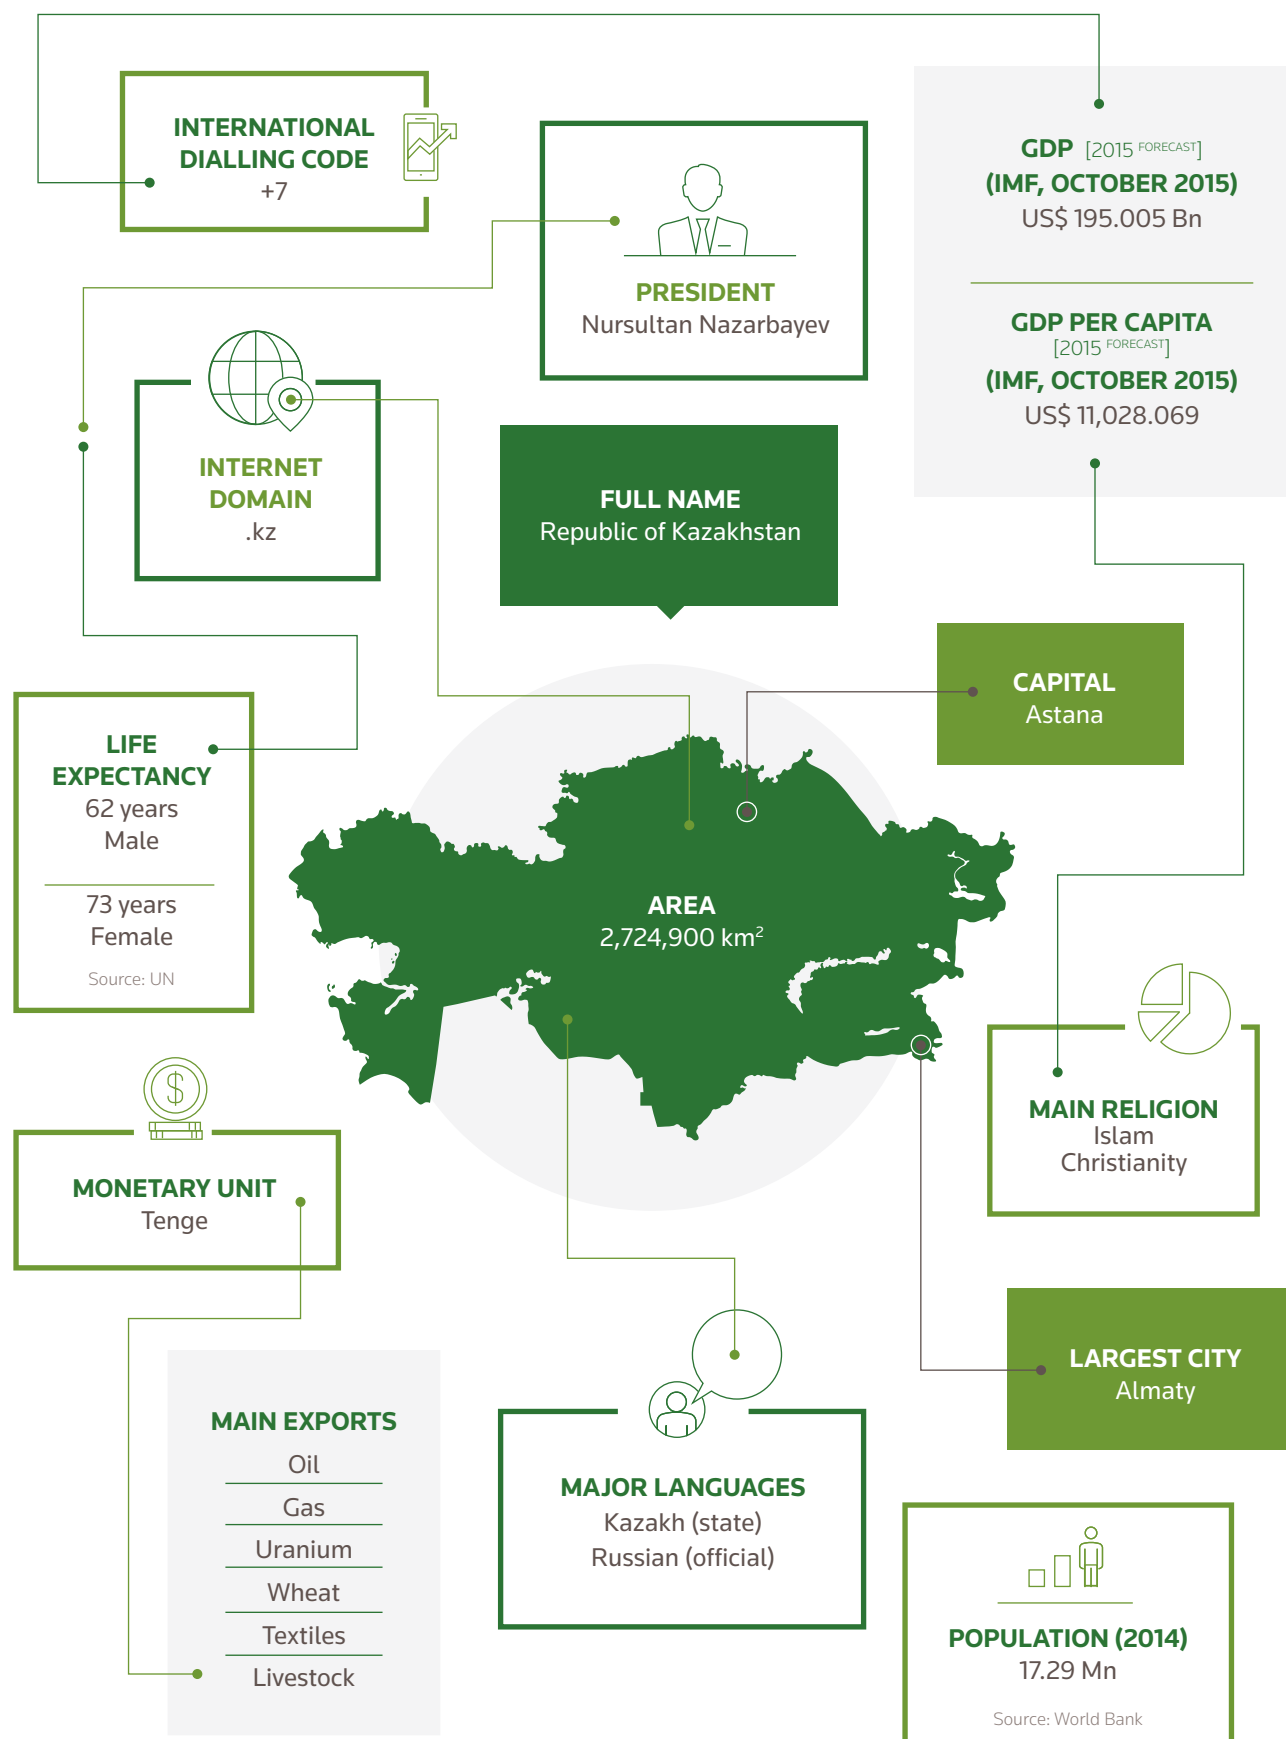 INTERNATIONAL
DIALLING CODE
+7
PRESIDENT
Nursultan Nazarbayev
GDP [2015 FORECAST]
(IMF, OCTOBER 2015)
US$ 195.005 Bn
GDP PER CAPITA
[2015 FORECAST]
(IMF, OCTOBER 2015)
US$ 11,028.069
INTERNET
DOMAIN
.kz
FULL NAME
Republic of Kazakhstan
CAPITAL
Astana
LIFE
EXPECTANCY
62 years
Male
73 years
Female
Source: UN
AREA
2,724,900 km²
MAIN RELIGION
Islam
Christianity
$
MONETARY UNIT
Tenge
LARGEST CITY
Almaty
MAIN EXPORTS
Oil
Gas
Uranium
Wheat
Textiles
Livestock
MAJOR LANGUAGES
Kazakh (state)
Russian (official)
POPULATION (2014)
17.29 Mn
Source: World Bank